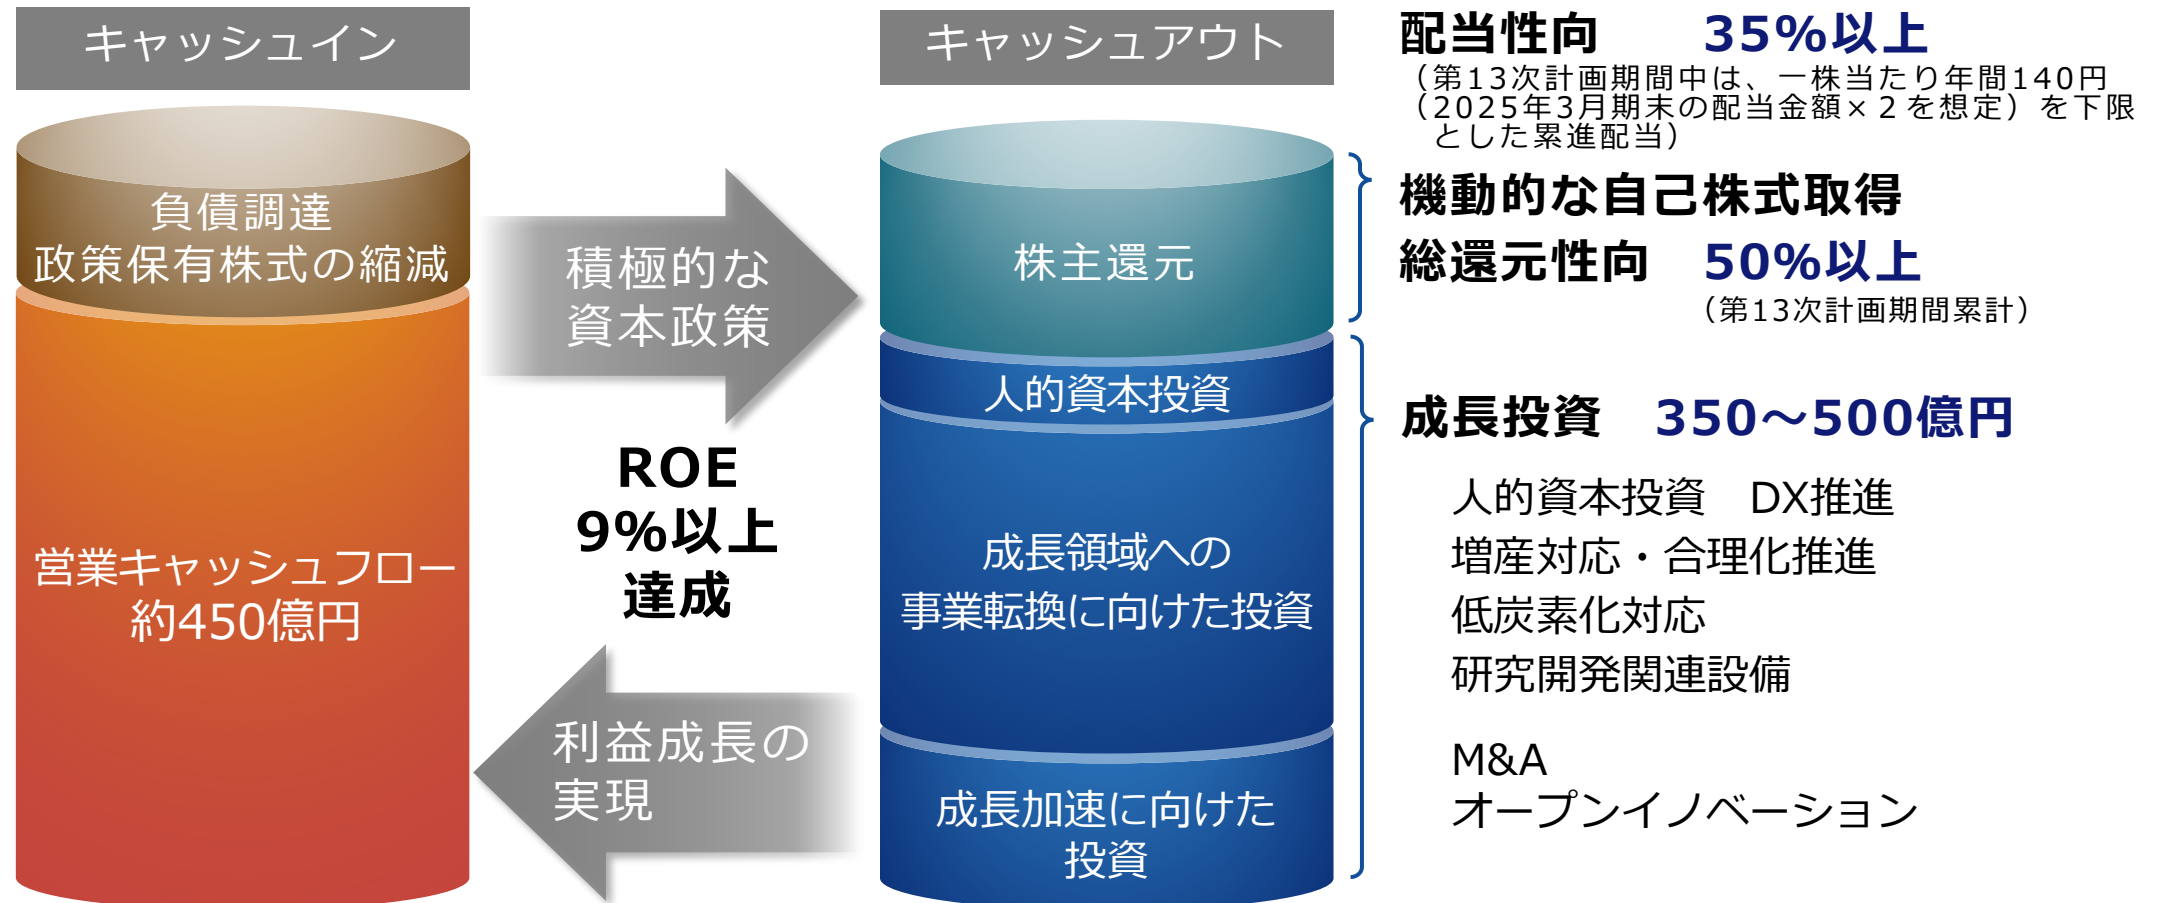 キャッシュイン
負債調達
政策保有株式の縮減
営業キャッシュフロー
約450億円
積極的な
資本政策
ROE
9%以上
達成
利益成長の
実現
キャッシュアウト
株主還元
人的資本投資
成長領域への
事業転換に向けた投資
成長加速に向けた
投資
配当性向 35%以上
（第13次計画期間中は、一株当たり年間140円
（2025年3月期末の配当金額×２を想定）を下限
とした累進配当）
機動的な自己株式取得
総還元性向 50%以上
（第13次計画期間累計）
成長投資 350～500億円
人的資本投資 DX推進
増産対応・合理化推進
低炭素化対応
研究開発関連設備
M&A
オープンイノベーション